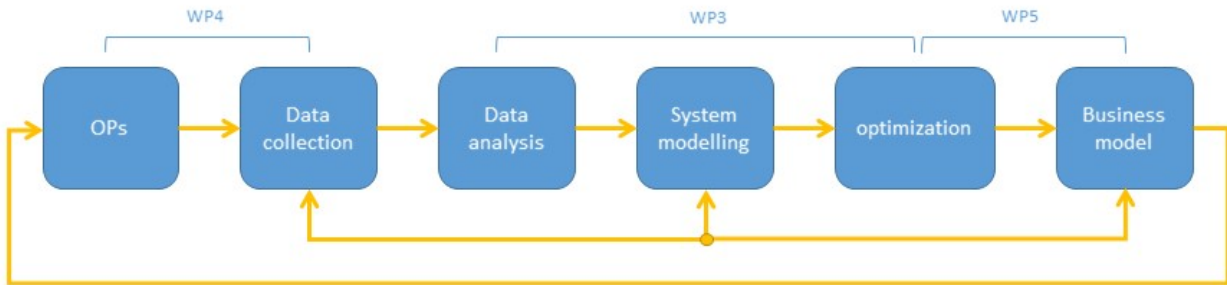 WP4
WP3
WP5
OPs
Data
collection
Data
analysis
System
modelling
optimization
Business
model